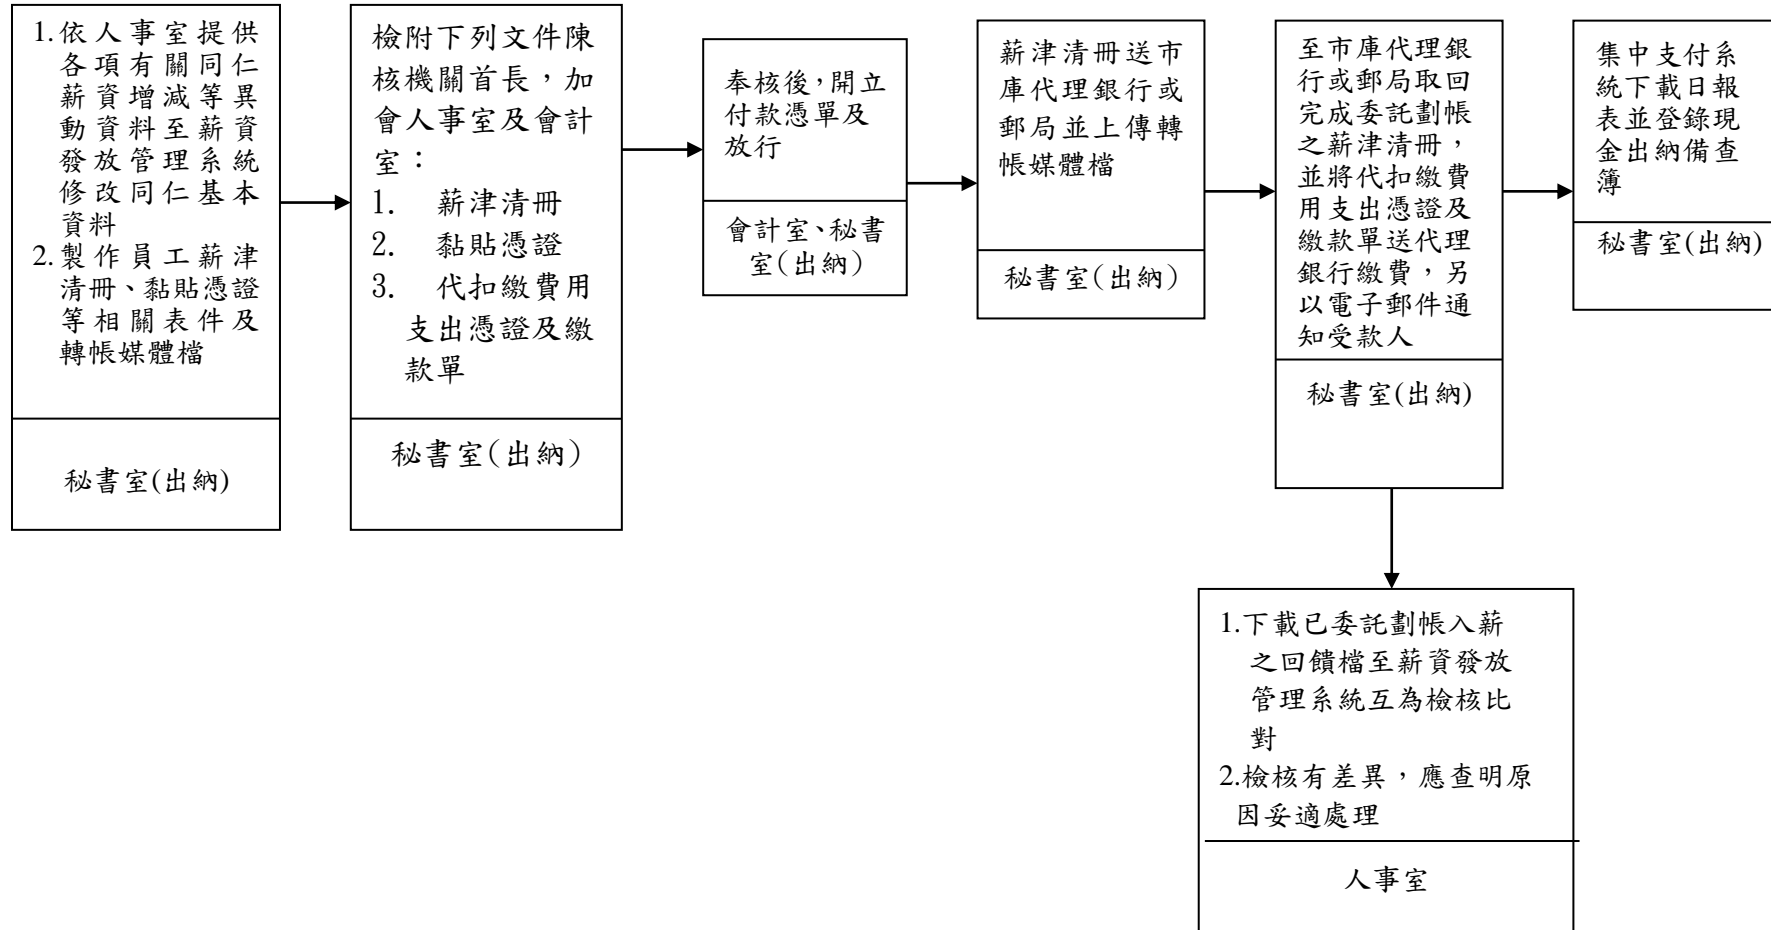 1.依人事室提供
各項有關同仁
薪資增減等異
動資料至薪資
發放管理系統
修改同仁基本
資料
2.製作員工薪津
清冊、黏貼憑證
等相關表件及
轉帳媒體檔
秘書室(出納)
檢附下列文件陳
核機關首長，加
會人事室及會計
室：
1. 薪津清冊
2. 黏貼憑證
3. 代扣繳費用
支出憑證及繳
款單
秘書室(出納)
奉核後，開立
付款憑單及
放行
會計室、秘書
室(出納)
薪津清冊送市
庫代理銀行或
郵局並上傳轉
帳媒體檔
秘書室(出納)
至市庫代理銀
行或郵局取回
完成委託劃帳
之薪津清冊，
並將代扣繳費
用支出憑證及
繳款單送代理
銀行繳費，另
以電子郵件通
知受款人
秘書室(出納)
集中支付系
統下載日報
表並登錄現
金出納備查
簿
秘書室(出納)
1.下載已委託劃帳入薪
之回饋檔至薪資發放
管理系統互為檢核比
對
2.檢核有差異，應查明原
因妥適處理
人事室